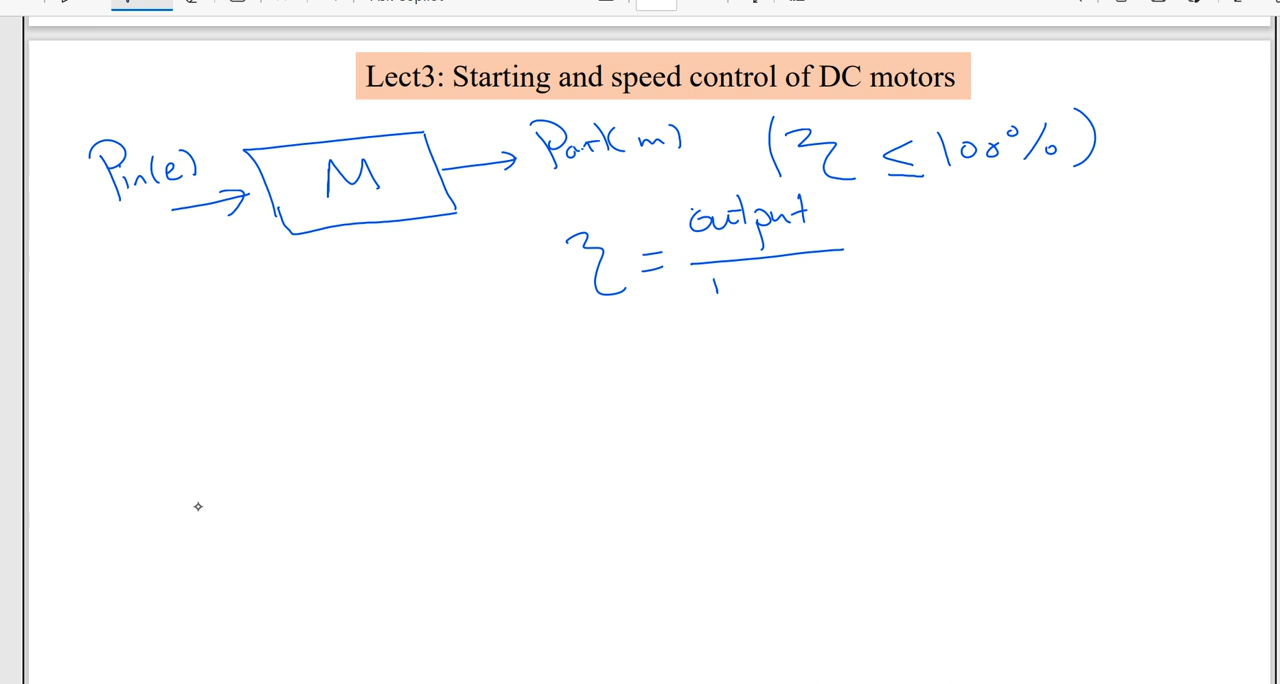 Lect3: Starting and speed control of DC motors
Pin(e) → M → Pout(m) (η ≤ 100%)
η = output